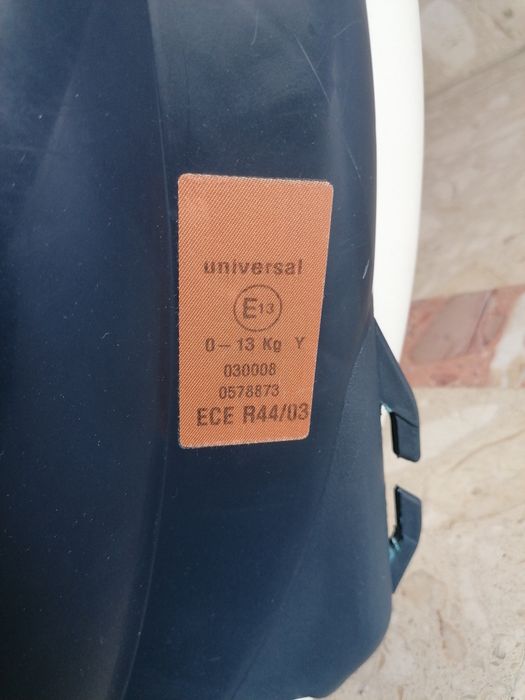 universal
E13
0-13 Kg Y
030008
0578873
ECE R44/03